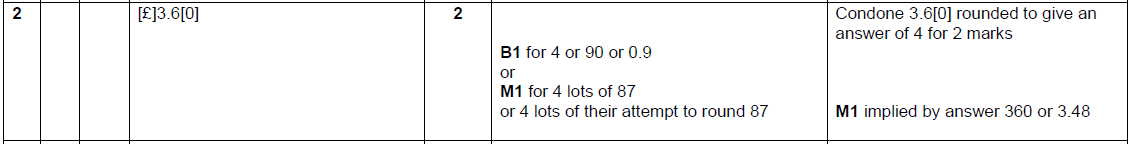 2 [£]3.6[0] 2 Condone 3.6[0] rounded to give an
answer of 4 for 2 marks
B1 for 4 or 90 or 0.9
or
M1 for 4 lots of 87
or 4 lots of their attempt to round 87 M1 implied by answer 360 or 3.48